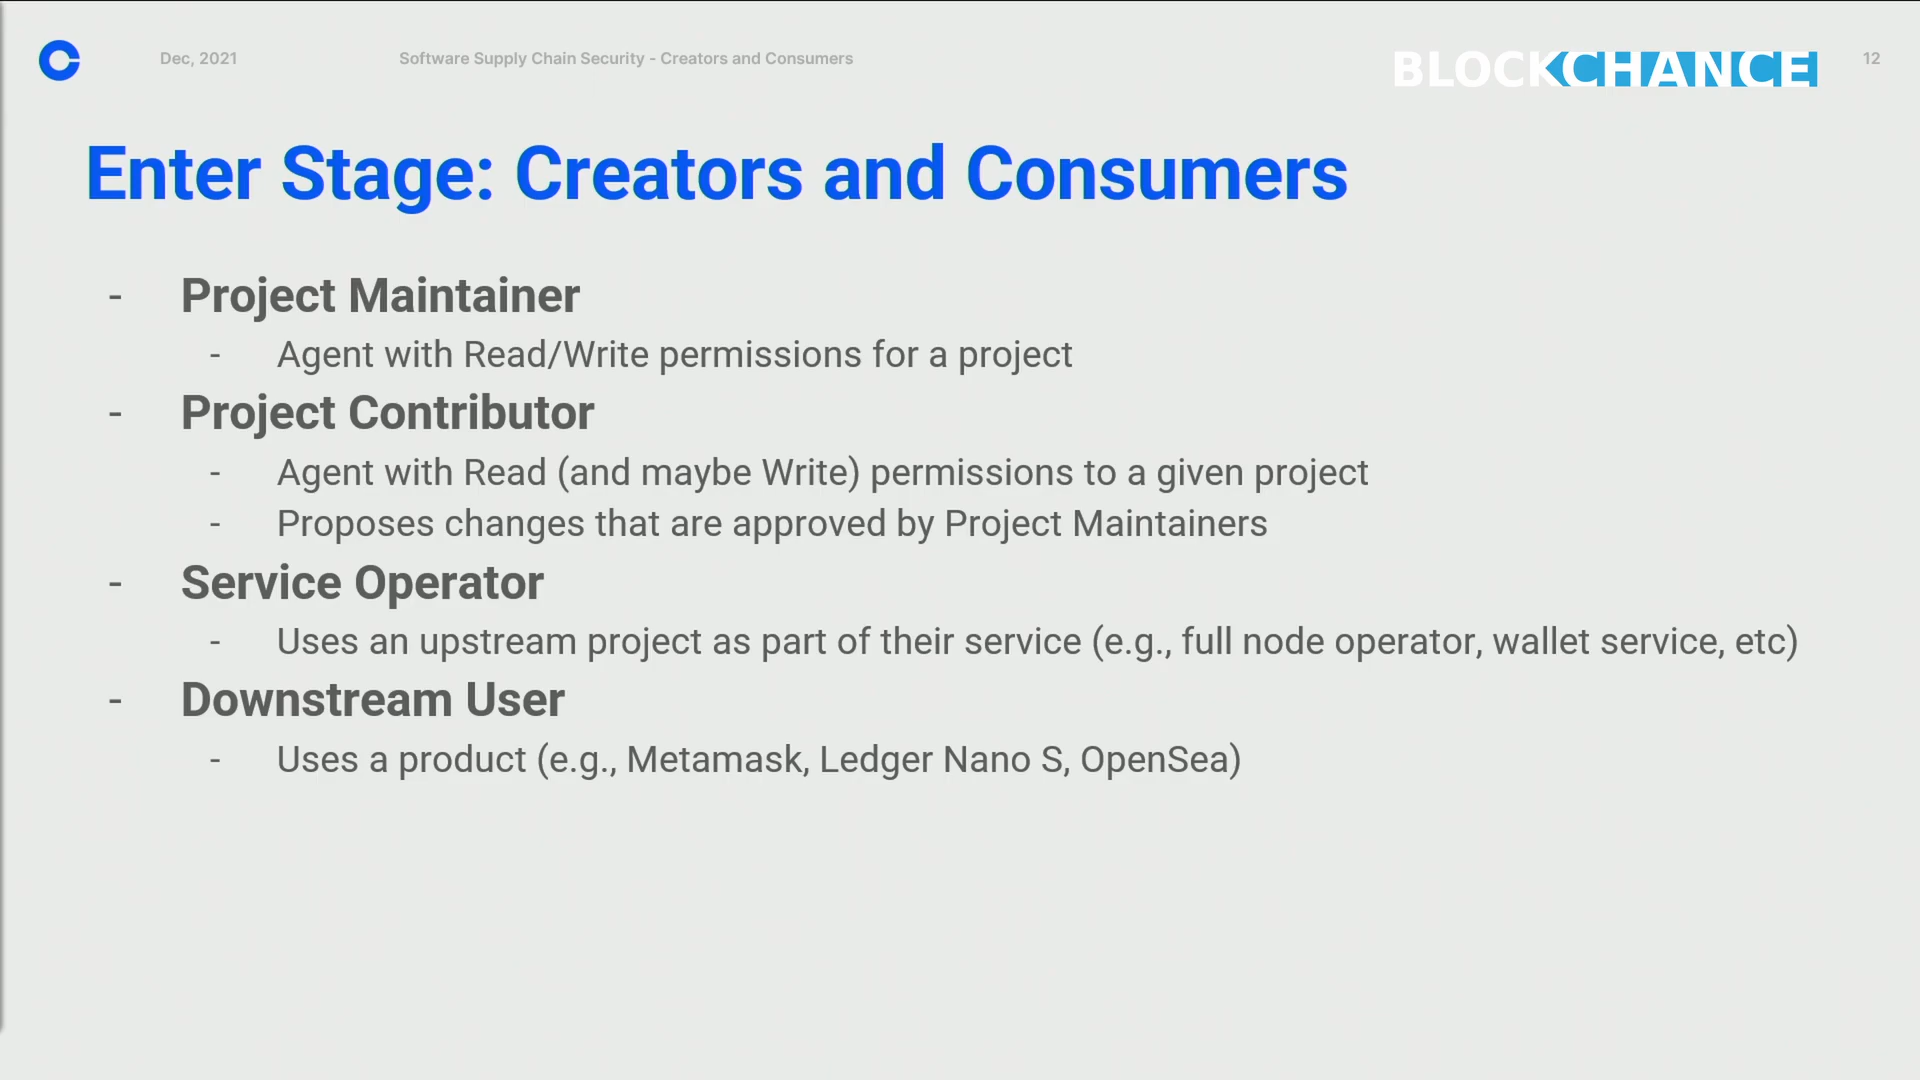 Dec, 2021
Software Supply Chain Security - Creators and Consumers
BLOCKCHANCE
12
Enter Stage: Creators and Consumers
- Project Maintainer
- Agent with Read/Write permissions for a project
- Project Contributor
- Agent with Read (and maybe Write) permissions to a given project
- Proposes changes that are approved by Project Maintainers
- Service Operator
- Uses an upstream project as part of their service (e.g., full node operator, wallet service, etc)
- Downstream User
- Uses a product (e.g., Metamask, Ledger Nano S, OpenSea)